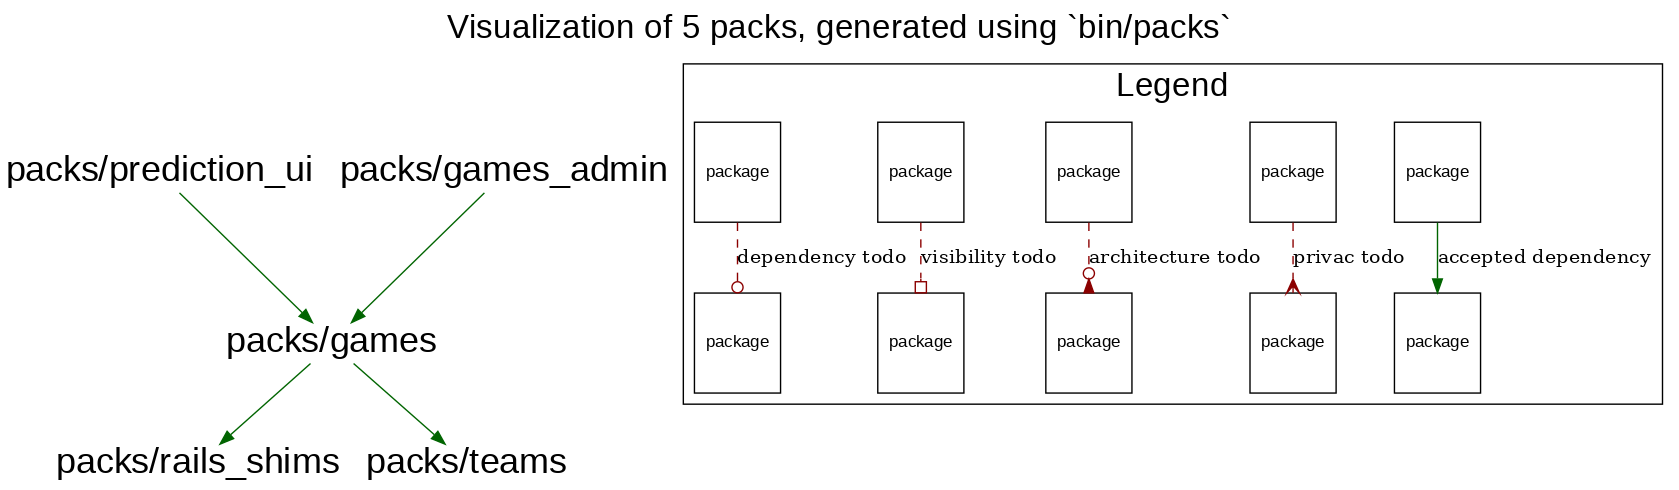 Visualization of 5 packs, generated using `bin/packs`
Legend
packs/prediction_ui packs/games_admin
package package package package package
dependency todo visibility todo architecture todo privac todo accepted dependency
packs/games
package package package package package
packs/rails_shims packs/teams